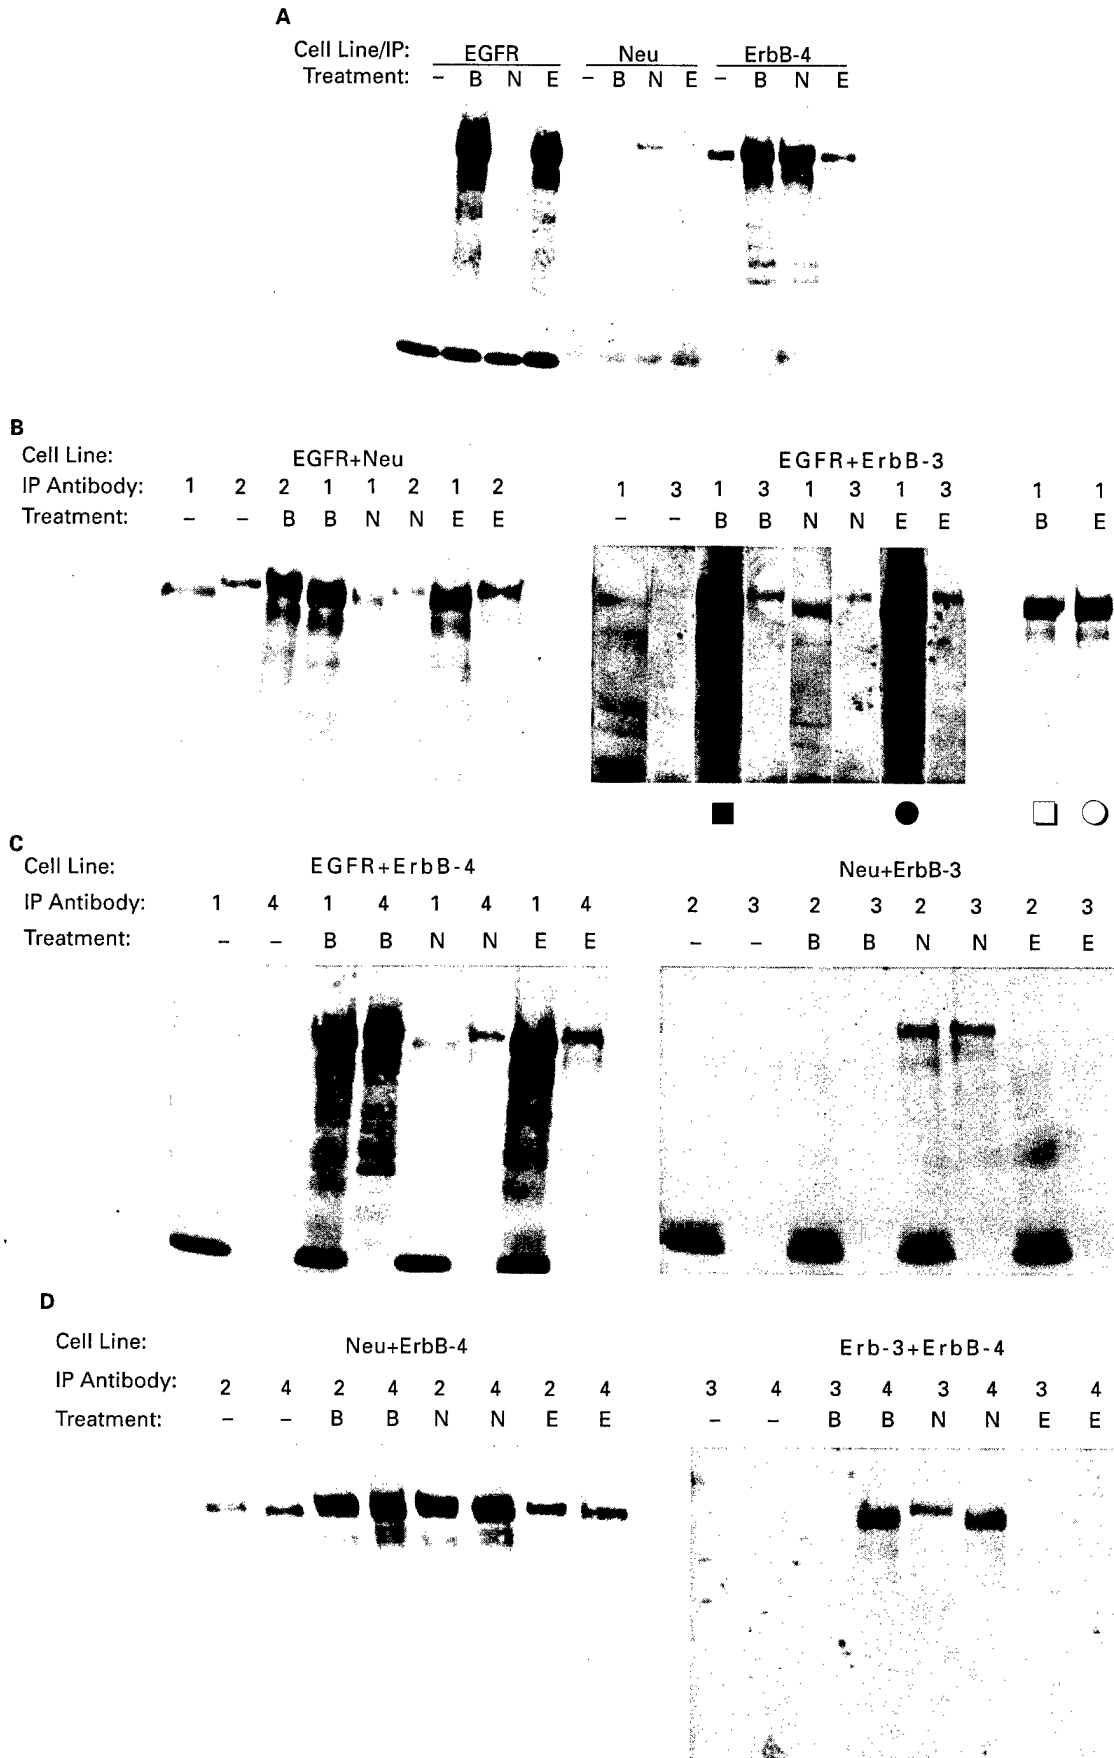 A
Cell Line/IP: EGFR Neu ErbB-4
Treatment: – B N E – B N E – B N E
B
Cell Line: EGFR+Neu EGFR+ErbB-3
IP Antibody: 1 2 2 1 1 2 1 2 1 3 1 3 1 3 1 3 1 1
Treatment: – – B B N N E E – – B B N N E E B E
C
Cell Line: EGFR+ErbB-4 Neu+ErbB-3
IP Antibody: 1 4 1 4 1 4 1 4 2 3 2 3 2 3 2 3
Treatment: – – B B N N E E – – B B N N E E
D
Cell Line: Neu+ErbB-4 Erb-3+ErbB-4
IP Antibody: 2 4 2 4 2 4 2 4 3 4 3 4 3 4 3 4
Treatment: – – B B N N E E – – B B N N E E